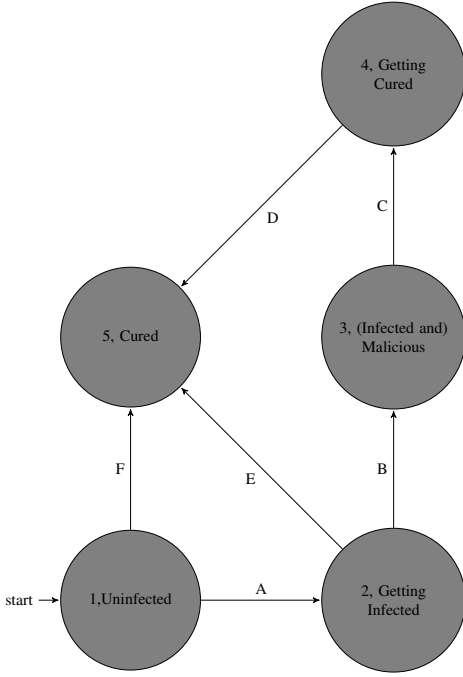 4, Getting
Cured
C
D
5, Cured
3, (Infected and)
Malicious
F
E
B
start
1,Uninfected
A
2, Getting
Infected